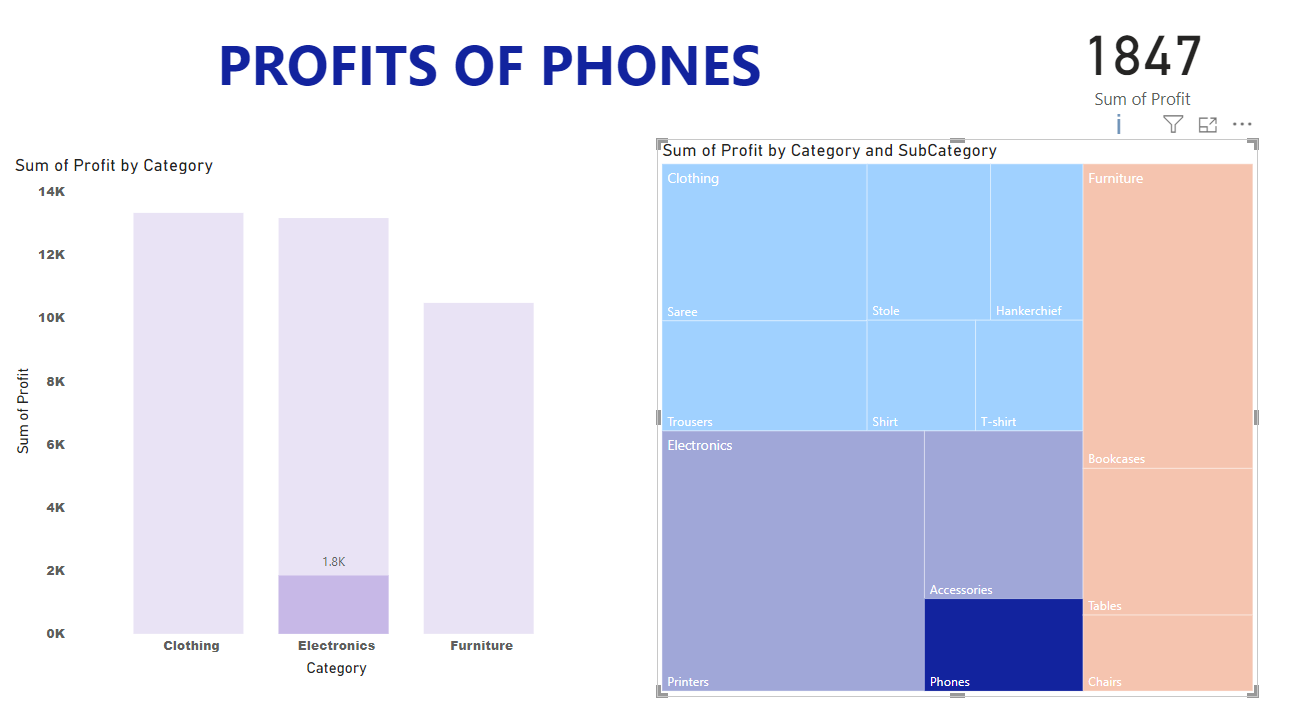 PROFITS OF PHONES
1847
Sum of Profit
Sum of Profit by Category
14K
12K
10K
8K
6K
4K
2K
0K
Sum of Profit
1.8K
Clothing
Electronics
Furniture
Category
Sum of Profit by Category and SubCategory
Clothing
Saree
Stole
Hankerchief
Trousers
Shirt
T-shirt
Electronics
Printers
Accessories
Phones
Furniture
Bookcases
Tables
Chairs